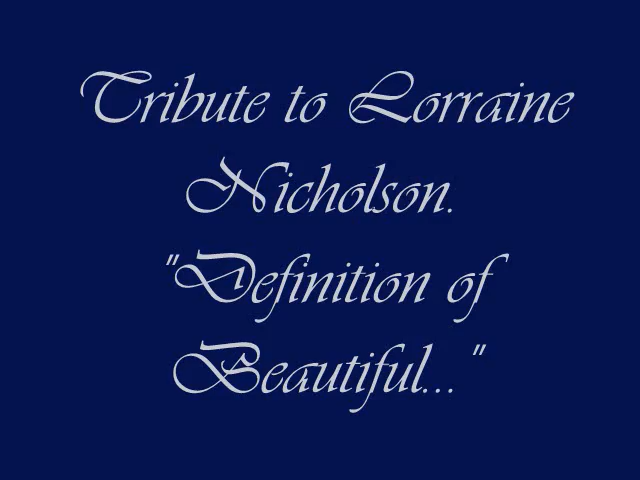 Tribute to Lorraine
Nicholson.
"Definition of
Beautiful..."